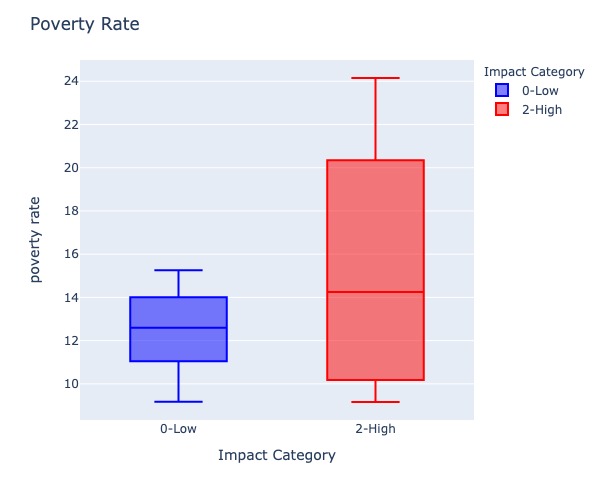 Poverty Rate
Impact Category
0-Low
2-High
poverty rate
24
22
20
18
16
14
12
10
0-Low
2-High
Impact Category